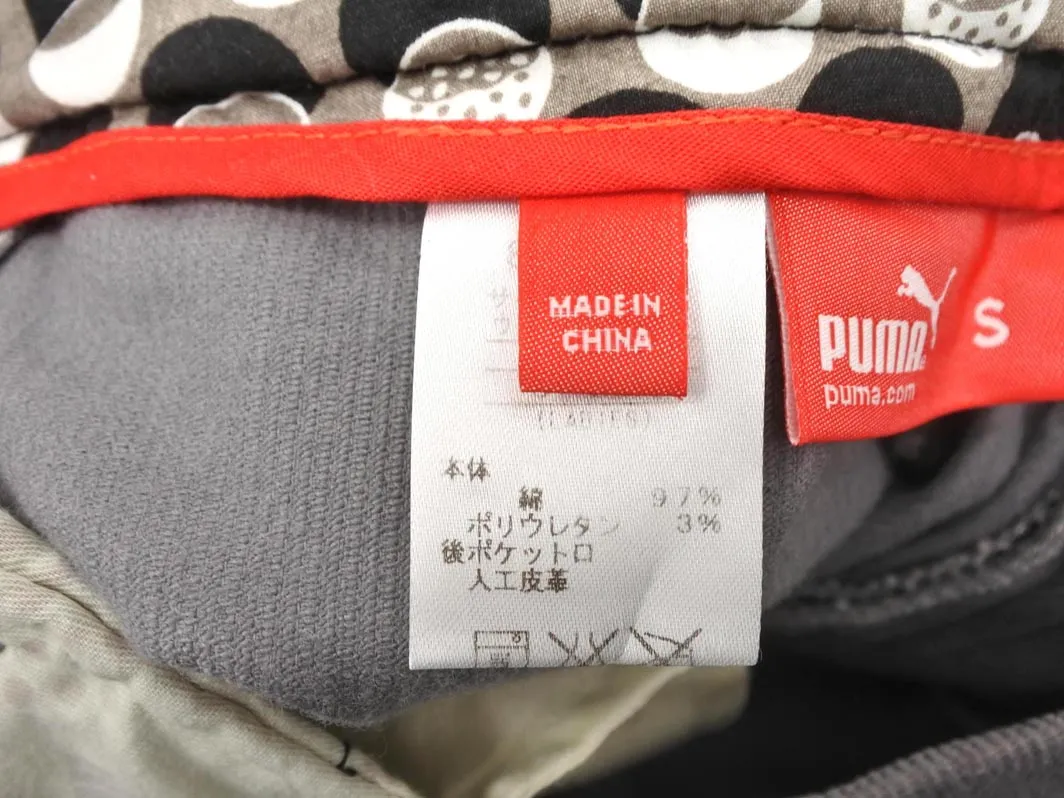 MADE IN
CHINA
PUMA
puma.com
S
(LADIES)
本体
綿 97%
ポリウレタン 3%
後ポケット口
人工皮革